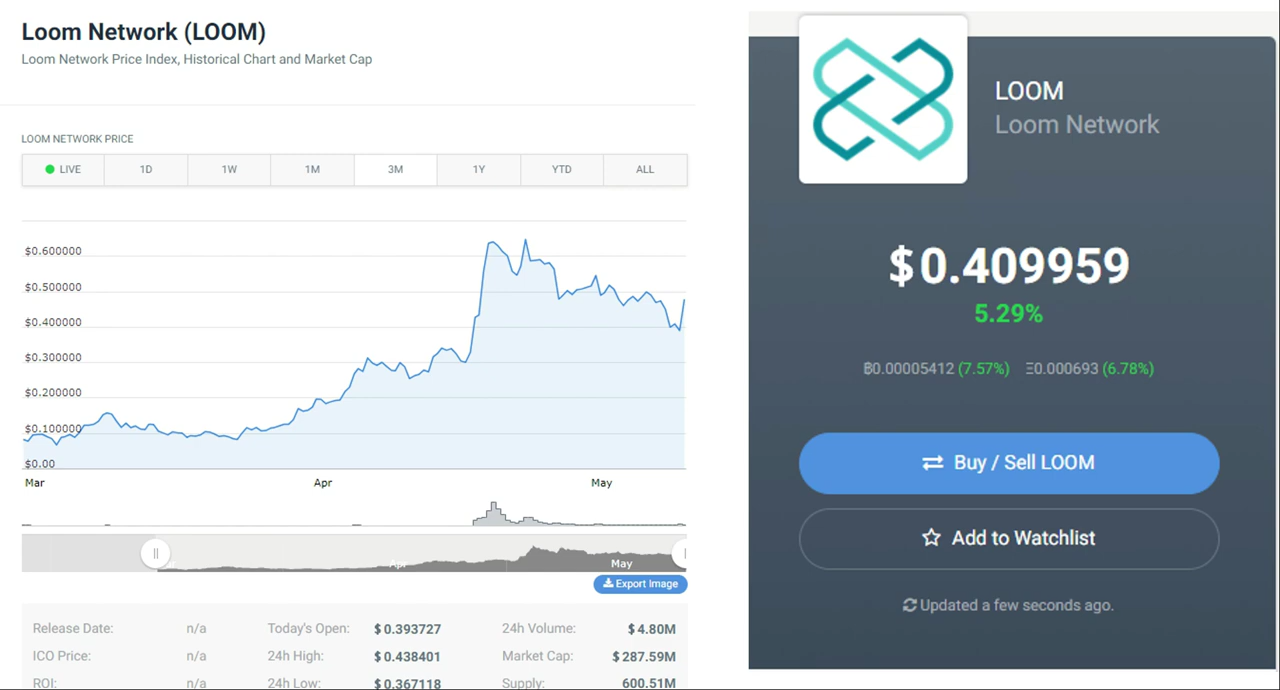 Loom Network (LOOM)
Loom Network Price Index, Historical Chart and Market Cap
LOOM NETWORK PRICE
LIVE 1D 1W 1M 3M 1Y YTD ALL
$0.600000
$0.500000
$0.400000
$0.300000
$0.200000
$0.100000
$0.00
Mar Apr May
Apr May
Export Image
Release Date: n/a Today's Open: $0.393727 24h Volume: $4.80M
ICO Price: n/a 24h High: $0.438401 Market Cap: $287.59M
ROI: n/a 24h Low: $0.367118 Supply: 600.51M
LOOM
Loom Network
$0.409959
5.29%
฿0.00005412 (7.57%) Ξ0.000693 (6.78%)
Buy / Sell LOOM
Add to Watchlist
Updated a few seconds ago.